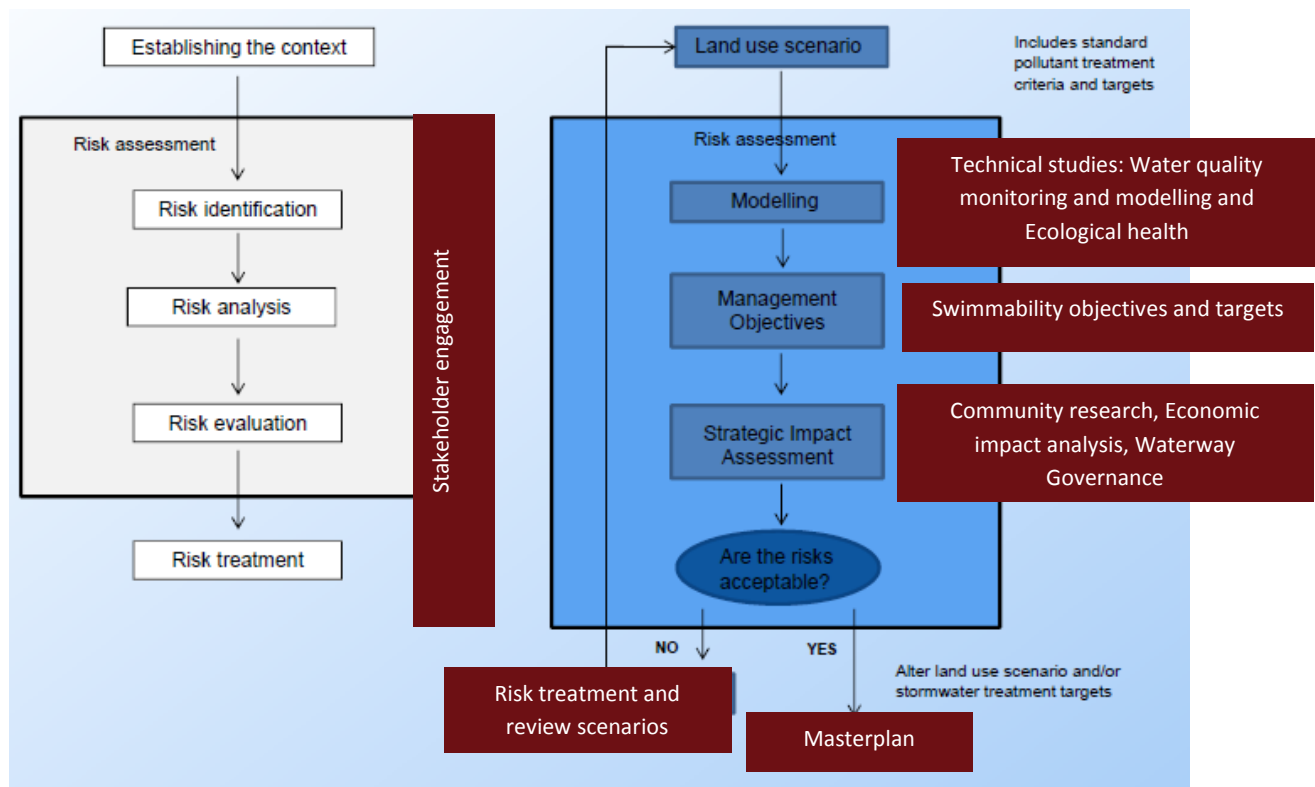 Establishing the context
Risk assessment
Risk identification
Risk analysis
Risk evaluation
Risk treatment
Stakeholder engagement
Land use scenario
Includes standard
pollutant treatment
criteria and targets
Risk assessment
Modelling
Technical studies: Water quality
monitoring and modelling and
Ecological health
Management
Objectives
Swimmability objectives and targets
Strategic Impact
Assessment
Community research, Economic
impact analysis, Waterway
Governance
Are the risks
acceptable?
NO
YES
Alter land use scenario and/or
stormwater treatment targets
Risk treatment and
review scenarios
Masterplan